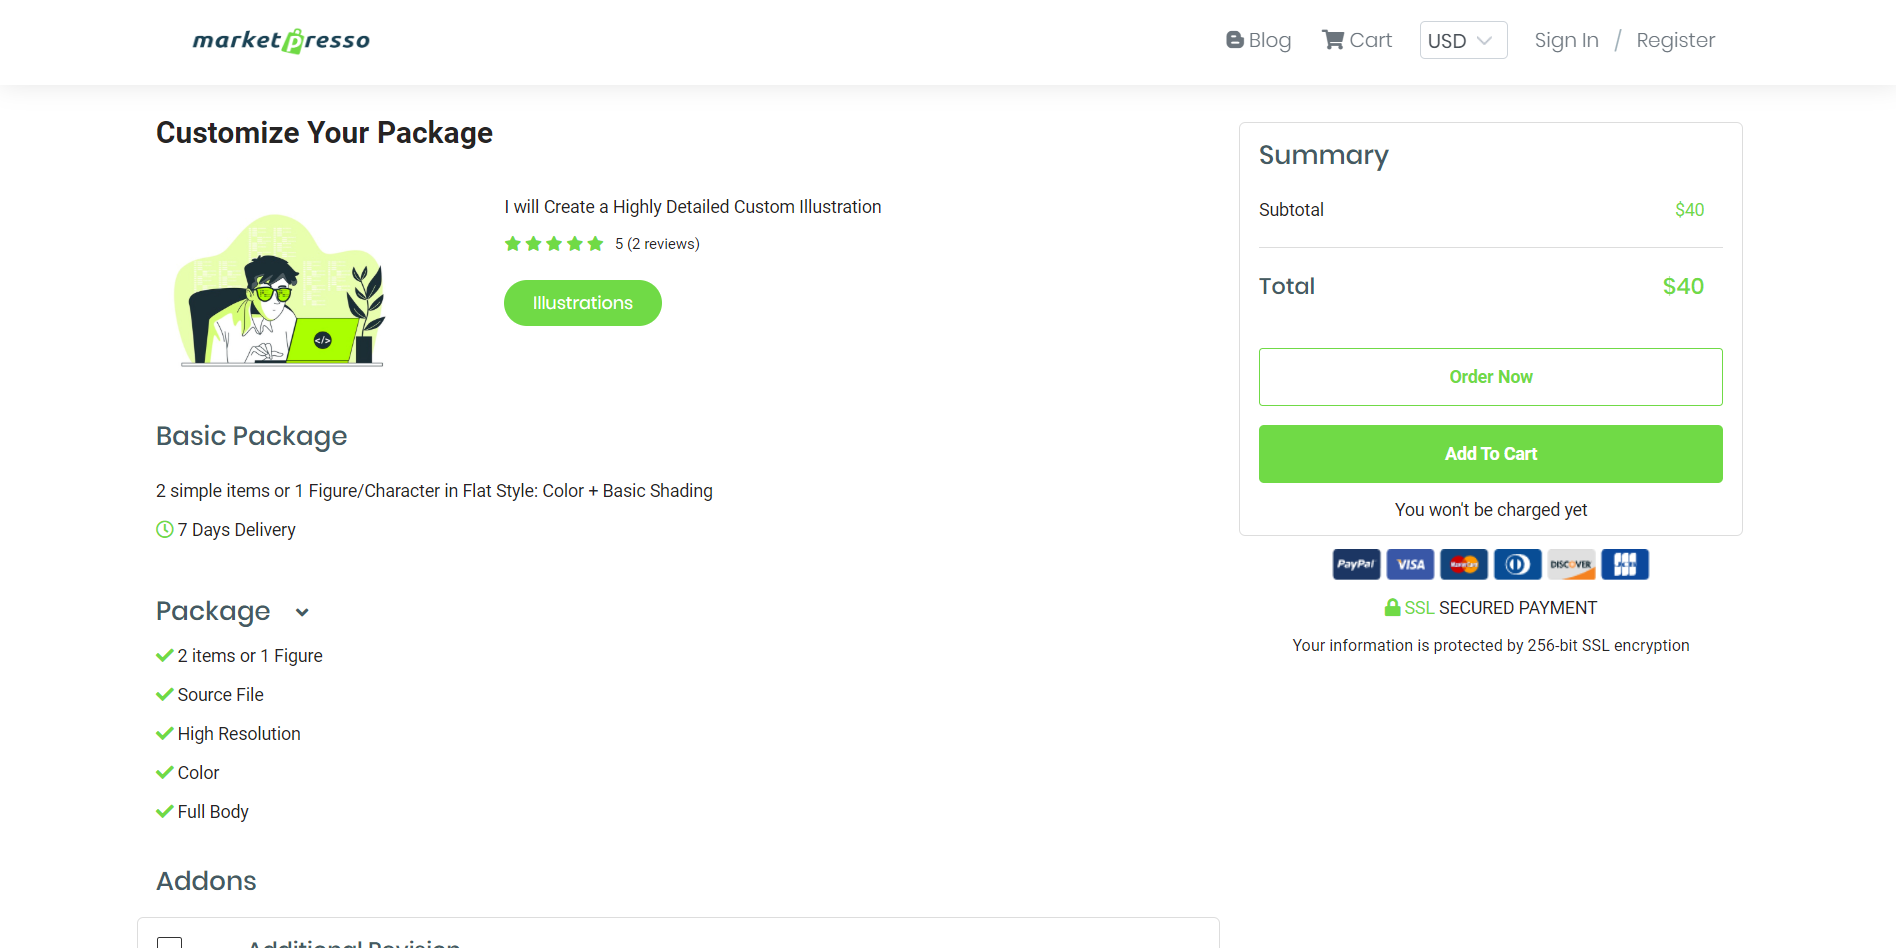 marketpresso
Blog
Cart
USD
Sign In / Register
Customize Your Package
I will Create a Highly Detailed Custom Illustration
5 (2 reviews)
Illustrations
</>
Basic Package
2 simple items or 1 Figure/Character in Flat Style: Color + Basic Shading
7 Days Delivery
Package
2 items or 1 Figure
Source File
High Resolution
Color
Full Body
Addons
Additional Revision
Summary
Subtotal $40
Total $40
Order Now
Add To Cart
You won't be charged yet
PayPal VISA MasterCard DISCOVER JCB
SSL SECURED PAYMENT
Your information is protected by 256-bit SSL encryption